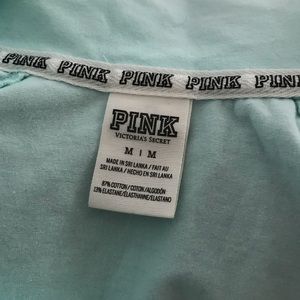 PINK PINK PINK PINK PINK
PINK
VICTORIA'S SECRET
M | M
MADE IN SRI LANKA / FAIT AU
SRI LANKA / HECHO EN SRI LANKA
87% COTTON / COTON / ALGODÓN
13% ELASTANE / ÉLASTHANNE / ELASTANO